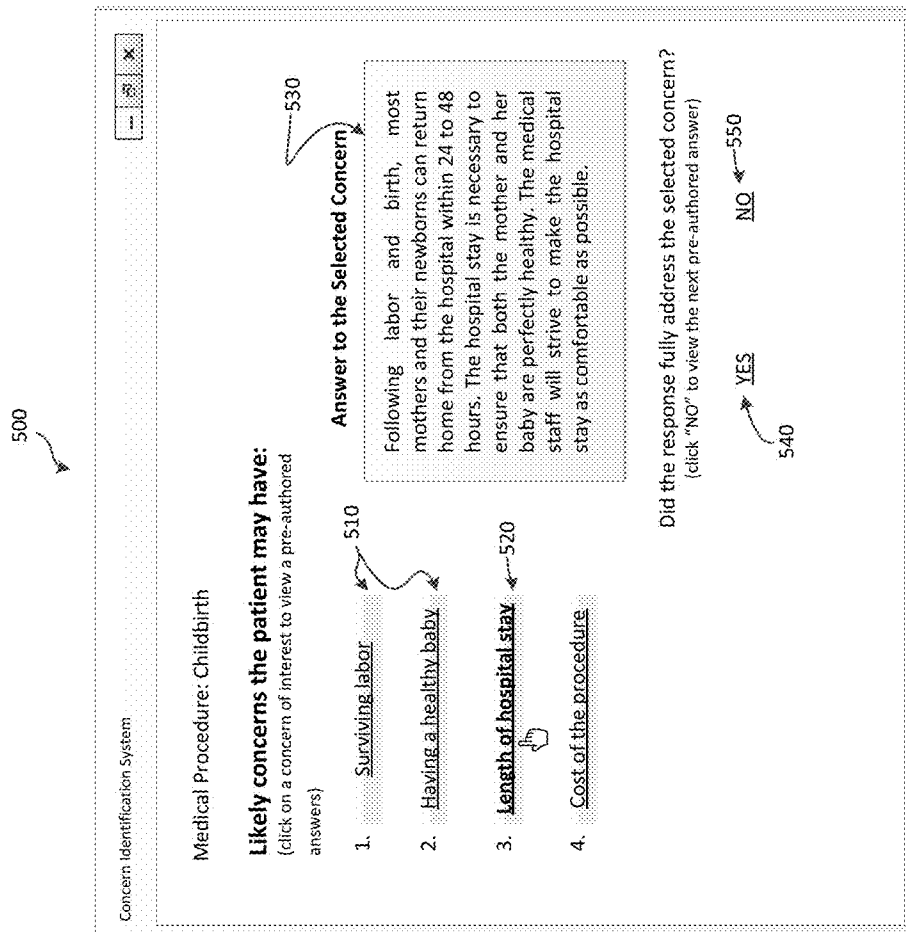 500
Concern Identification System
Medical Procedure: Childbirth
Likely concerns the patient may have:
(click on a concern of interest to view a pre-authored
answers)
510
1. Surviving labor
2. Having a healthy baby
3. Length of hospital stay
520
4. Cost of the procedure
530
Answer to the Selected Concern
Following labor and birth, most
mothers and their newborns can return
home from the hospital within 24 to 48
hours. The hospital stay is necessary to
ensure that both the mother and her
baby are perfectly healthy. The medical
staff will strive to make the hospital
stay as comfortable as possible.
Did the response fully address the selected concern?
(click "NO" to view the next pre-authored answer)
YES
NO
540
550